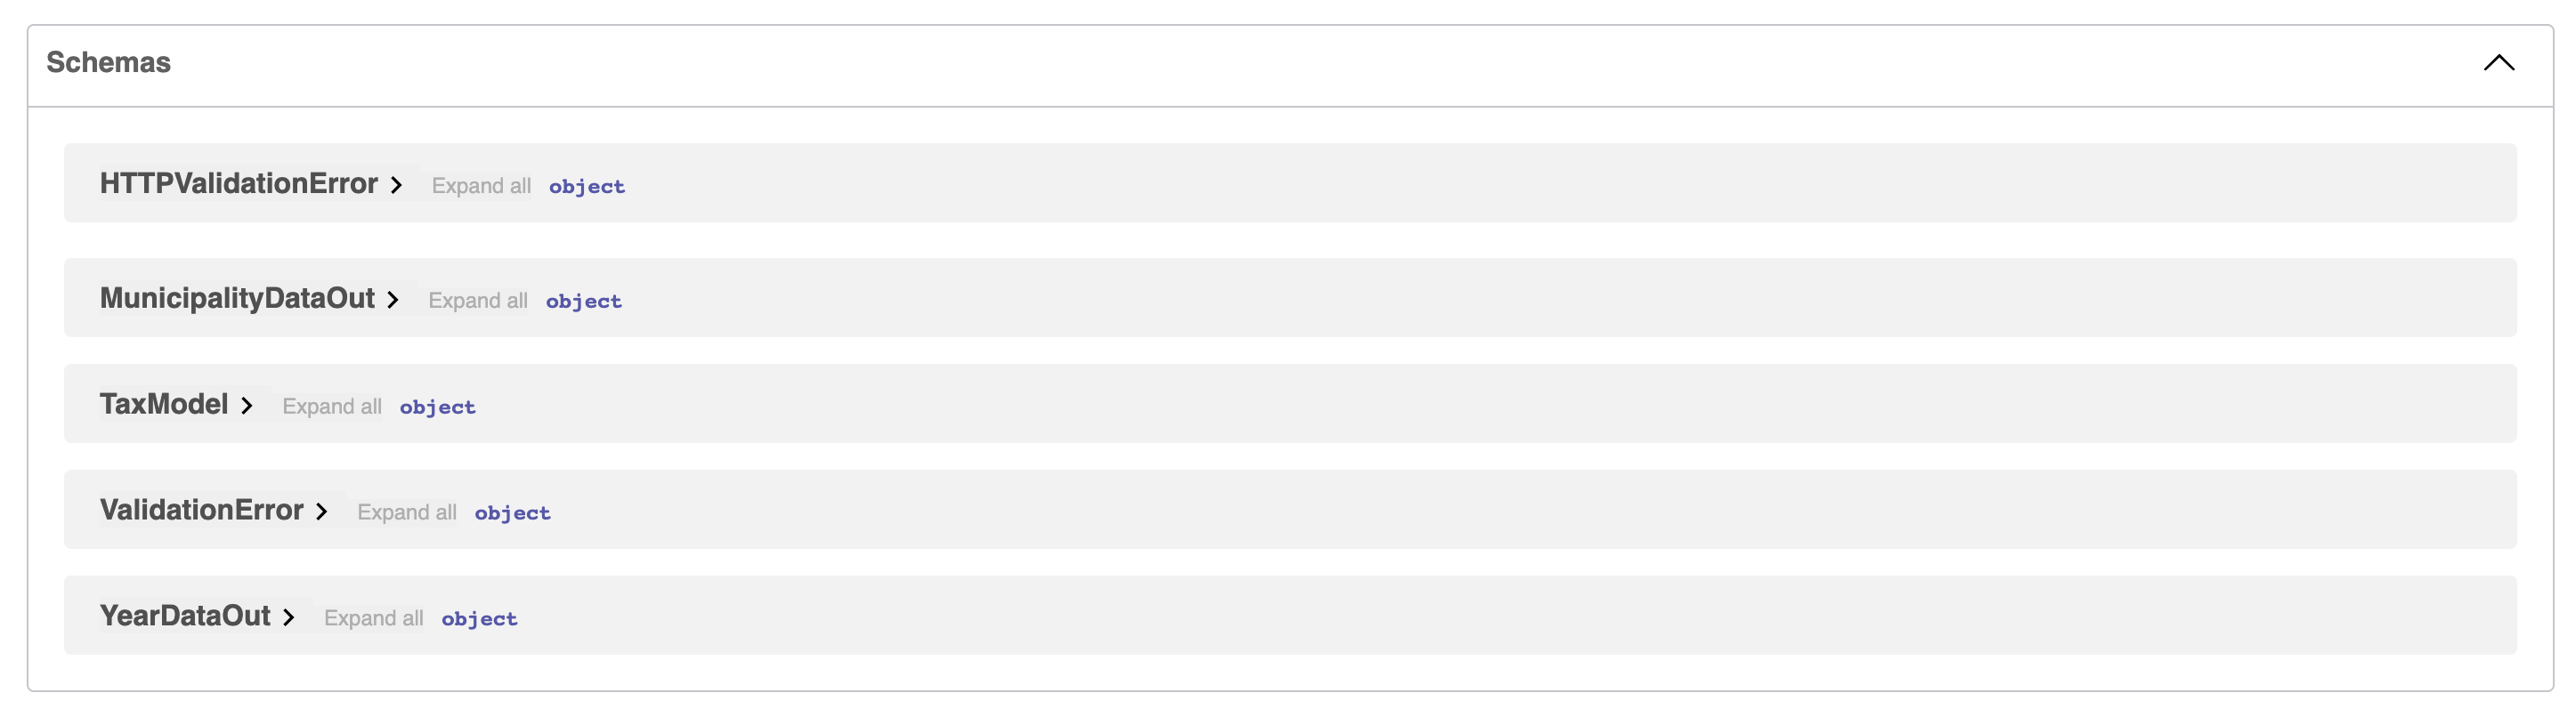 Schemas
HTTPValidationError Expand all object
MunicipalityDataOut Expand all object
TaxModel Expand all object
ValidationError Expand all object
YearDataOut Expand all object